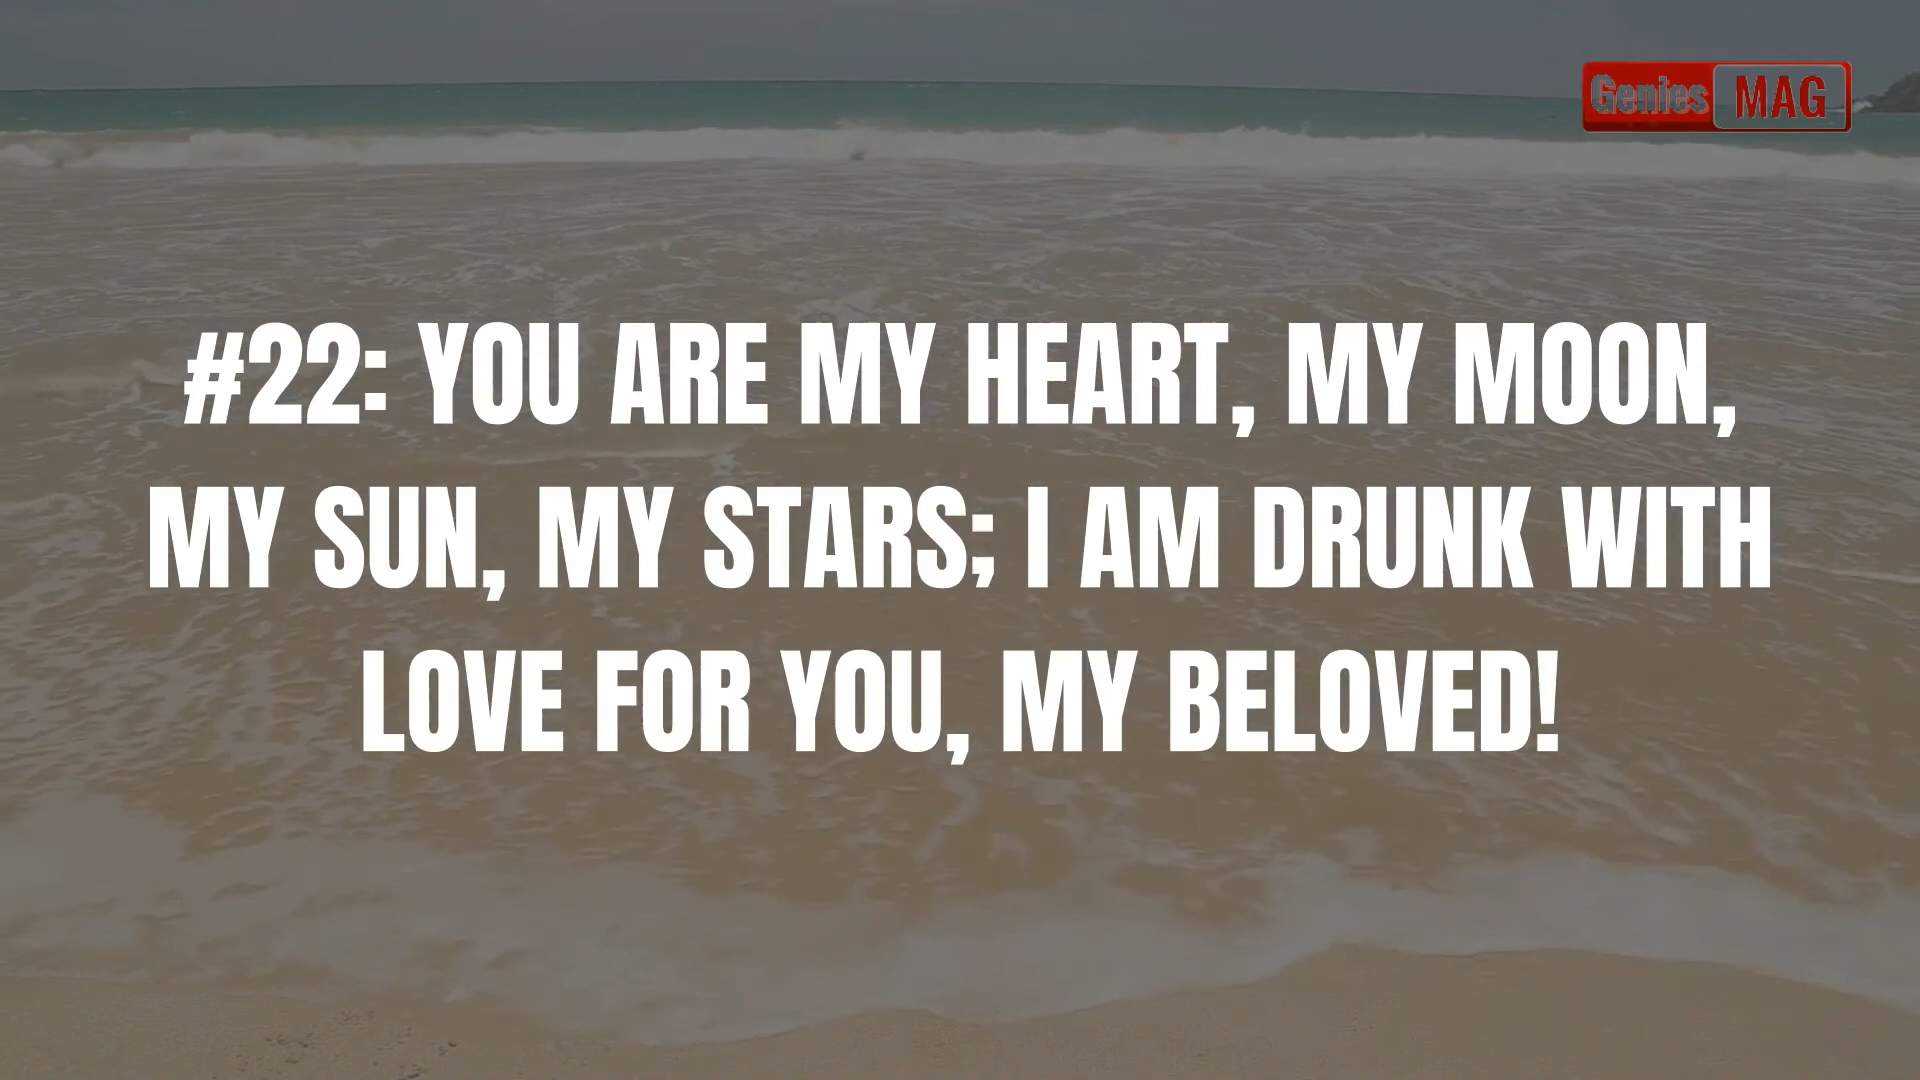 Genies MAG
#22: YOU ARE MY HEART, MY MOON,
MY SUN, MY STARS; I AM DRUNK WITH
LOVE FOR YOU, MY BELOVED!